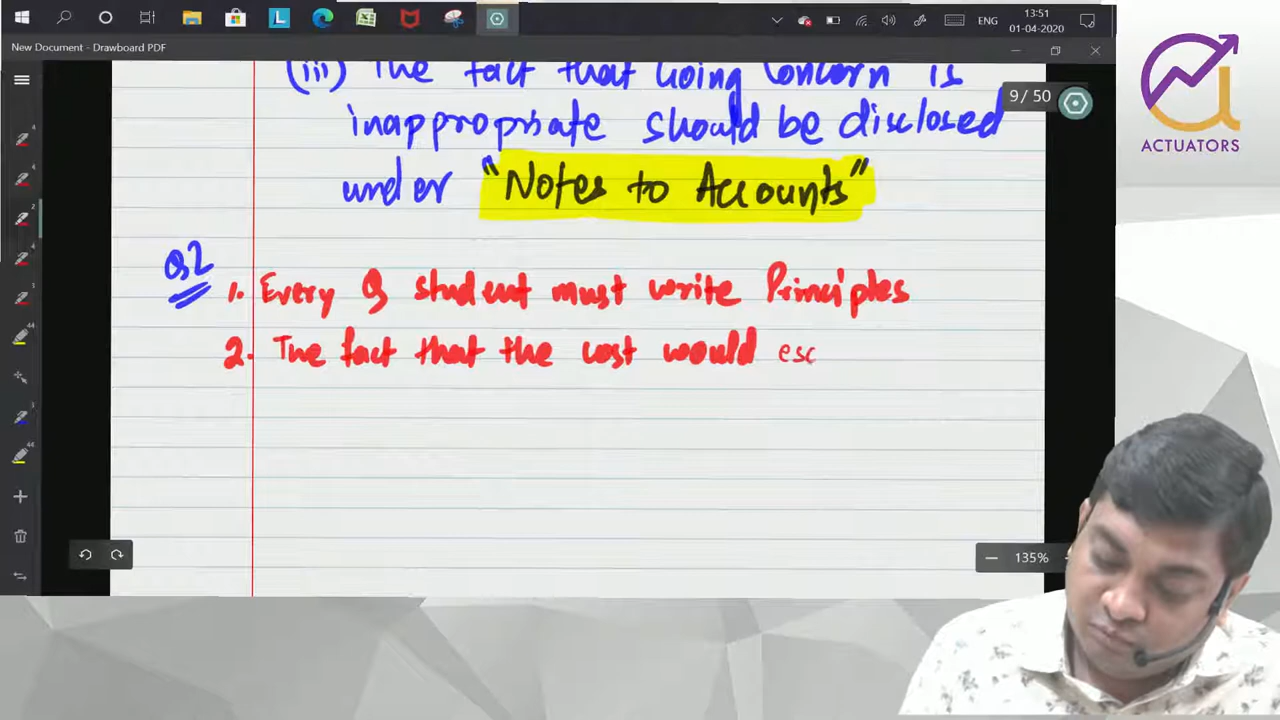 ENG
13:51
01-04-2020
New Document - Drawboard PDF
(iii) The fact that Going Concern is
9 / 50
inappropriate should be disclosed
under "Notes to Accounts"
Q2
1. Every Q student must write Principles
2. The fact that the cost would esc
135%
ACTUATORS